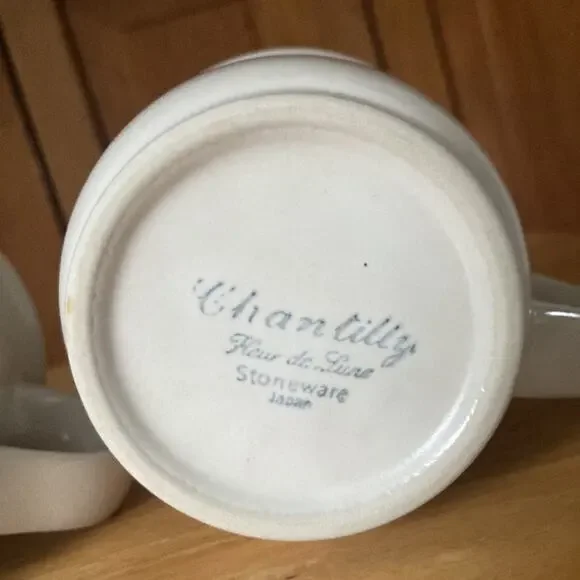 Chantilly
Fleur de Lune
Stoneware
Japan